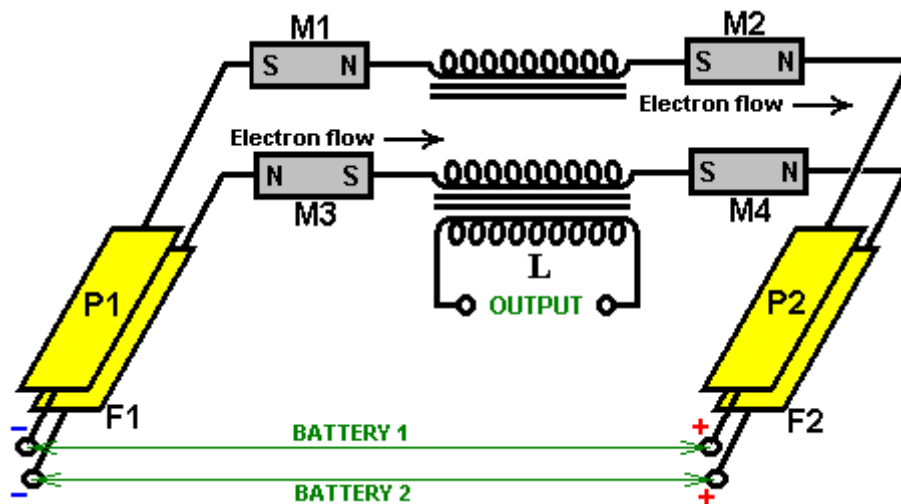 M1
M2
S N
S N
Electron flow
Electron flow
N S
S N
M3
M4
L
OUTPUT
P1
P2
F1
F2
− BATTERY 1 +
− BATTERY 2 +